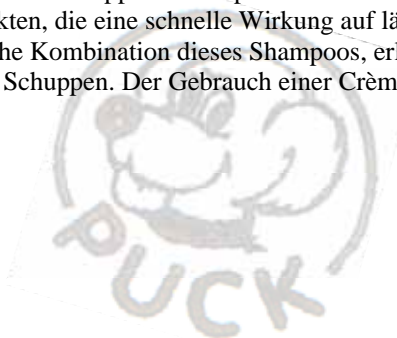 kten, die eine schnelle Wirkung auf lä
he Kombination dieses Shampoos, erl
Schuppen. Der Gebrauch einer Crèm
PUCK